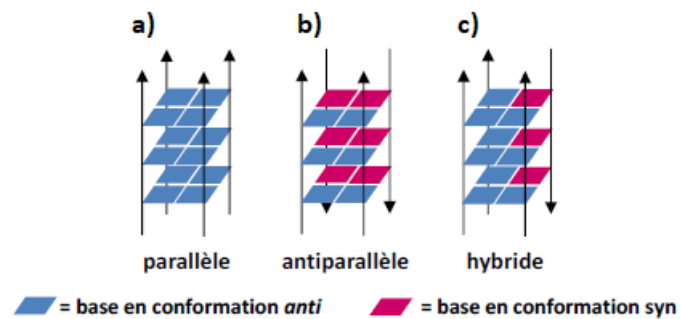 a) b) c)
parallèle antiparallèle hybride
= base en conformation anti = base en conformation syn